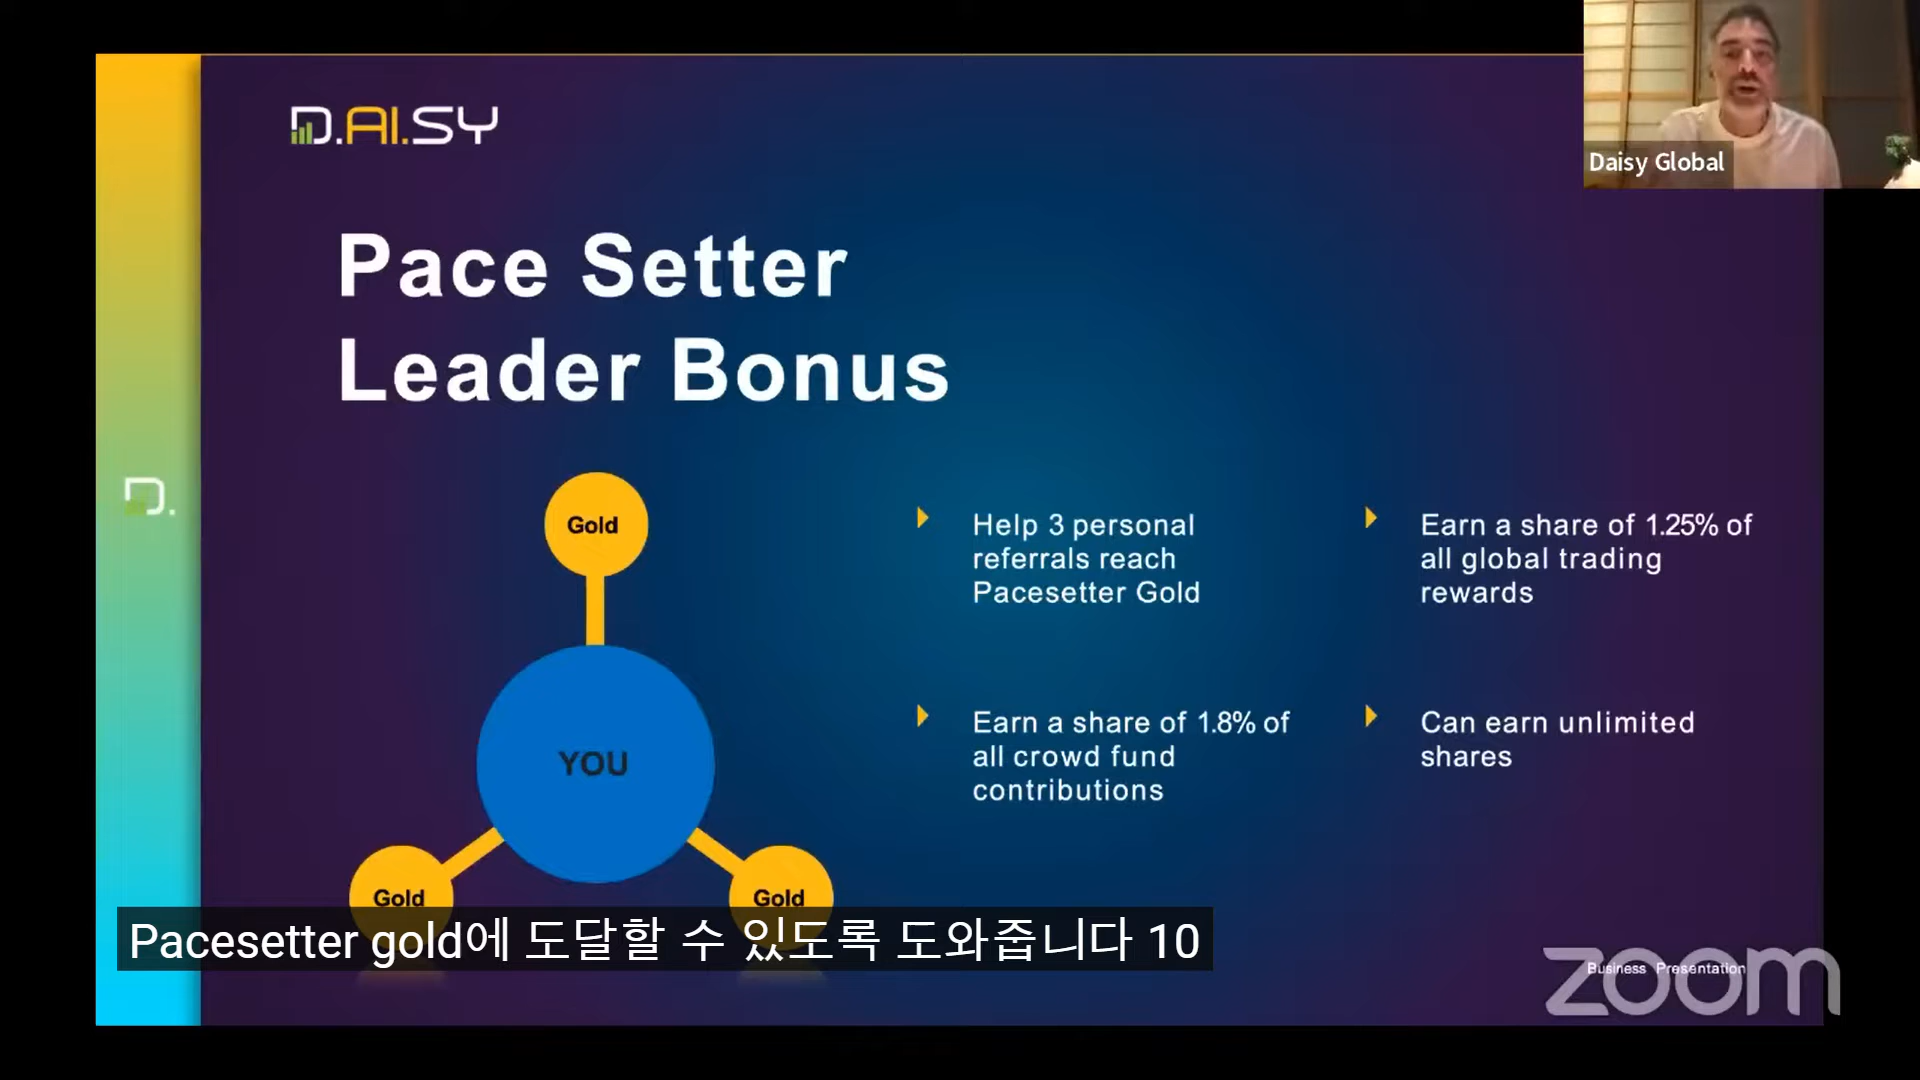 D.AI.SY
Daisy Global
Pace Setter
Leader Bonus
D.
Gold
YOU
Gold
Gold
Help 3 personal
referrals reach
Pacesetter Gold
Earn a share of 1.25% of
all global trading
rewards
Earn a share of 1.8% of
all crowd fund
contributions
Can earn unlimited
shares
Pacesetter gold에 도달할 수 있도록 도와줍니다 10
Business Presentation
zoom